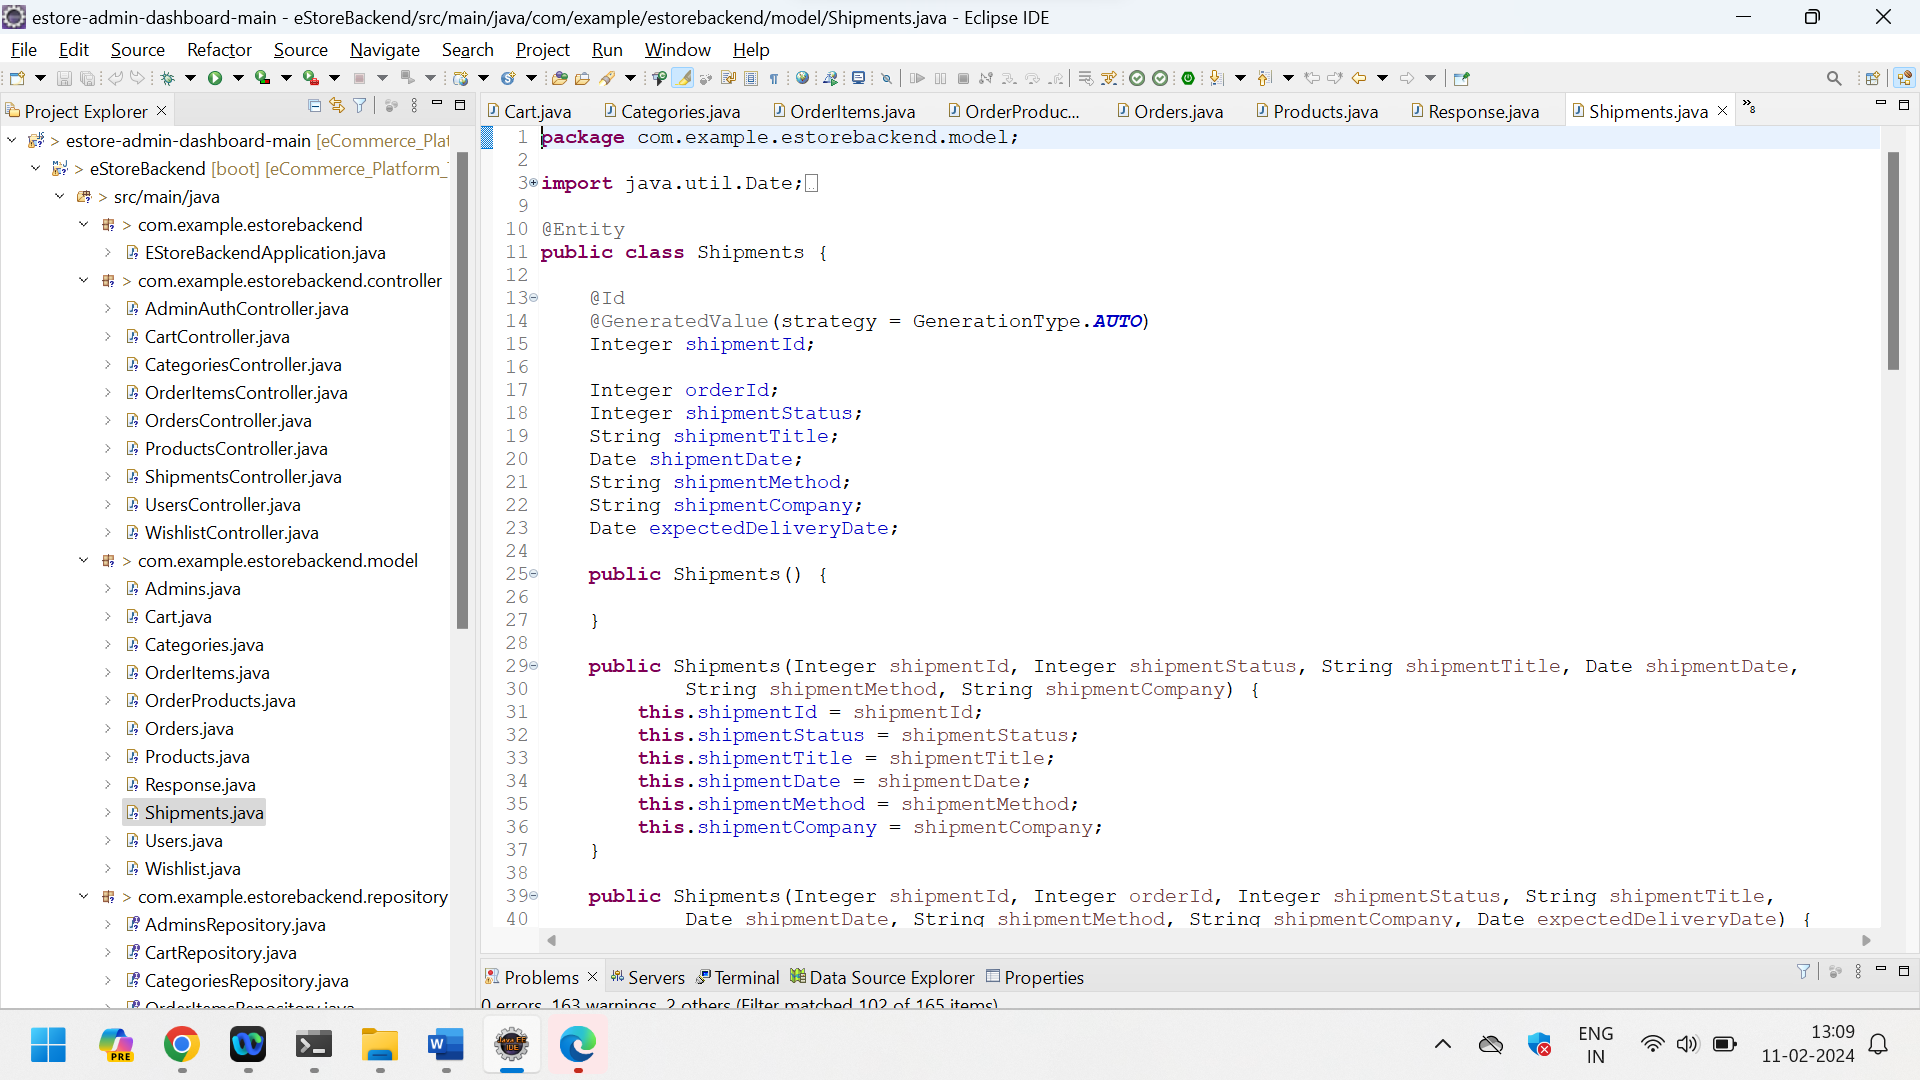 estore-admin-dashboard-main - eStoreBackend/src/main/java/com/example/estorebackend/model/Shipments.java - Eclipse IDE
File Edit Source Refactor Source Navigate Search Project Run Window Help
Project Explorer
> estore-admin-dashboard-main [eCommerce_Plat
> eStoreBackend [boot] [eCommerce_Platform_
> src/main/java
> com.example.estorebackend
EStoreBackendApplication.java
> com.example.estorebackend.controller
AdminAuthController.java
CartController.java
CategoriesController.java
OrderItemsController.java
OrdersController.java
ProductsController.java
ShipmentsController.java
UsersController.java
WishlistController.java
> com.example.estorebackend.model
Admins.java
Cart.java
Categories.java
OrderItems.java
OrderProducts.java
Orders.java
Products.java
Response.java
Shipments.java
Users.java
Wishlist.java
> com.example.estorebackend.repository
AdminsRepository.java
CartRepository.java
CategoriesRepository.java
OrderItemsRepository.java
Cart.java Categories.java OrderItems.java OrderProduc... Orders.java Products.java Response.java Shipments.java »8
1 package com.example.estorebackend.model;
2
3 import java.util.Date;
9
10 @Entity
11 public class Shipments {
12
13 @Id
14 @GeneratedValue(strategy = GenerationType.AUTO)
15 Integer shipmentId;
16
17 Integer orderId;
18 Integer shipmentStatus;
19 String shipmentTitle;
20 Date shipmentDate;
21 String shipmentMethod;
22 String shipmentCompany;
23 Date expectedDeliveryDate;
24
25 public Shipments() {
26
27 }
28
29 public Shipments(Integer shipmentId, Integer shipmentStatus, String shipmentTitle, Date shipmentDate,
30 String shipmentMethod, String shipmentCompany) {
31 this.shipmentId = shipmentId;
32 this.shipmentStatus = shipmentStatus;
33 this.shipmentTitle = shipmentTitle;
34 this.shipmentDate = shipmentDate;
35 this.shipmentMethod = shipmentMethod;
36 this.shipmentCompany = shipmentCompany;
37 }
38
39 public Shipments(Integer shipmentId, Integer orderId, Integer shipmentStatus, String shipmentTitle,
40 Date shipmentDate, String shipmentMethod, String shipmentCompany, Date expectedDeliveryDate) {
Problems Servers Terminal Data Source Explorer Properties
0 errors, 163 warnings, 2 others (Filter matched 102 of 165 items)
PRE
Java EE
IDE
ENG
IN
13:09
11-02-2024